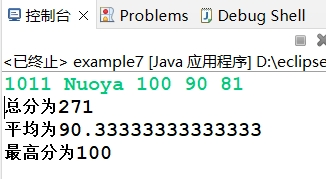 控制台 Problems Debug Shell
<已终止> example7 [Java 应用程序] D:\eclipse
1011 Nuoya 100 90 81
总分为271
平均为90.33333333333333
最高分为100